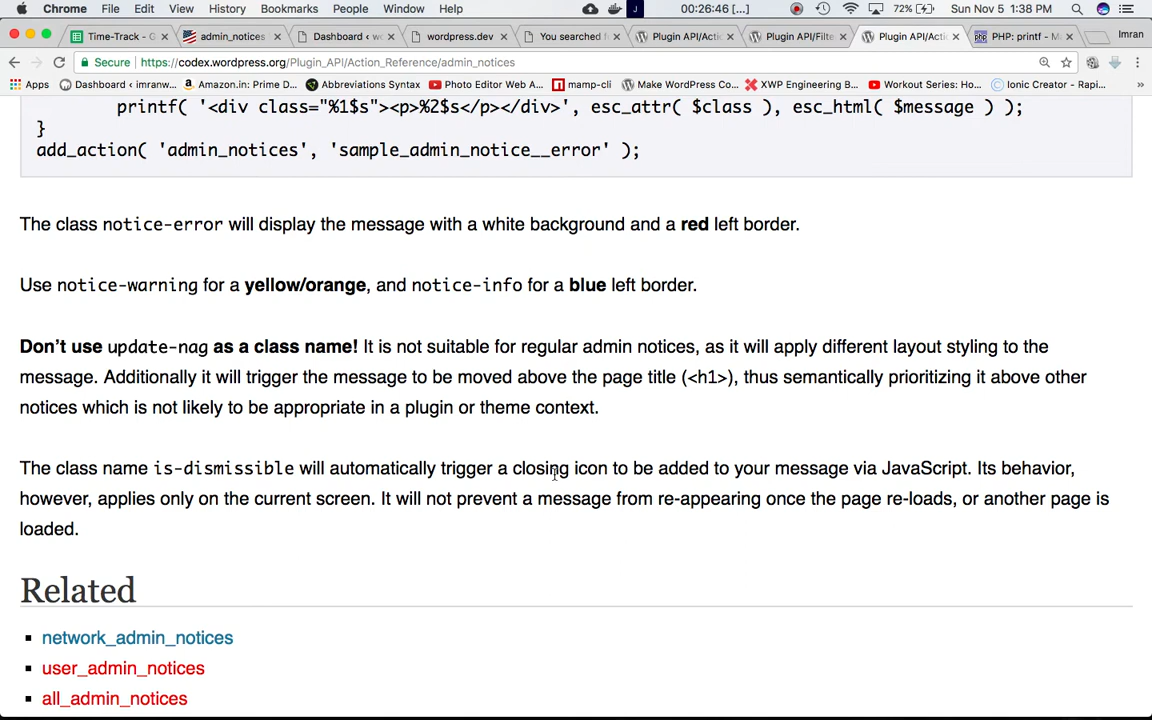 Chrome File Edit View History Bookmarks People Window Help 00:26:46 [...] 72% Sun Nov 5 1:38 PM
Time-Track - G admin_notices Dashboard ‹ w wordpress.dev You searched f Plugin API/Acti Plugin API/Filte Plugin API/Acti PHP: printf - M Imran
Secure https://codex.wordpress.org/Plugin_API/Action_Reference/admin_notices
Apps Dashboard ‹ imranw... Amazon.in: Prime D... Abbreviations Syntax Photo Editor Web A... mamp-cli Make WordPress Co... XWP Engineering B... Workout Series: Ho... Ionic Creator - Rapi... »
printf( '<div class="%1$s"><p>%2$s</p></div>', esc_attr( $class ), esc_html( $message ) );
}
add_action( 'admin_notices', 'sample_admin_notice__error' );
The class notice-error will display the message with a white background and a red left border.
Use notice-warning for a yellow/orange, and notice-info for a blue left border.
Don't use update-nag as a class name! It is not suitable for regular admin notices, as it will apply different layout styling to the
message. Additionally it will trigger the message to be moved above the page title (<h1>), thus semantically prioritizing it above other
notices which is not likely to be appropriate in a plugin or theme context.
The class name is-dismissible will automatically trigger a closing icon to be added to your message via JavaScript. Its behavior,
however, applies only on the current screen. It will not prevent a message from re-appearing once the page re-loads, or another page is
loaded.
Related
▪ network_admin_notices
▪ user_admin_notices
▪ all_admin_notices